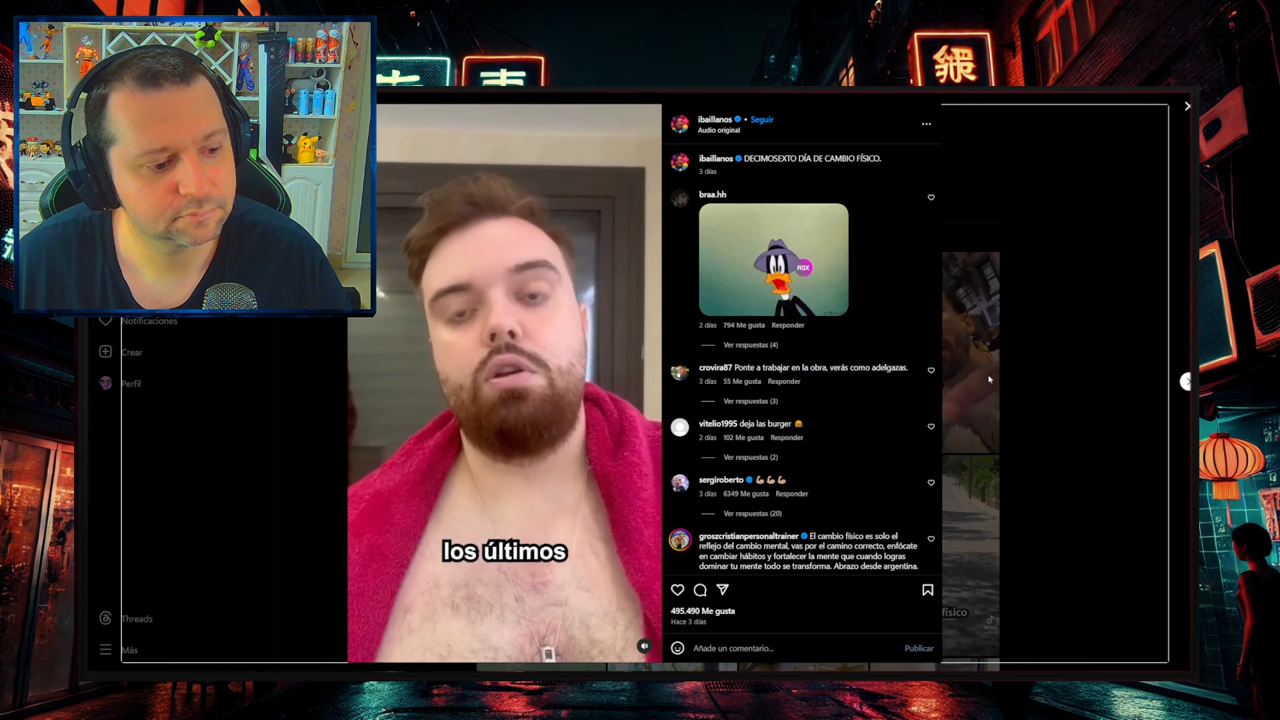 ibaillanos • Seguir
Audio original
ibaillanos DECIMOSEXTO DÍA DE CAMBIO FÍSICO.
3 días
braa.hh
RGX
2 días 794 Me gusta Responder
Ver respuestas (4)
crovira87 Ponte a trabajar en la obra, verás como adelgazas.
3 días 55 Me gusta Responder
Ver respuestas (3)
vitelio1995 deja las burger 🍔
2 días 102 Me gusta Responder
Ver respuestas (2)
sergiroberto 💪🏼💪🏼💪🏼
3 días 6349 Me gusta Responder
Ver respuestas (20)
groszcristianpersonaltrainer El cambio físico es solo el
reflejo del cambio mental, vas por el camino correcto, enfócate
en cambiar hábitos y fortalecer la mente que cuando logras
dominar tu mente todo se transforma. Abrazo desde argentina.
495.490 Me gusta
Hace 3 días
Añade un comentario...
Publicar
los últimos
Notificaciones
Crear
Perfil
Threads
Más
físico